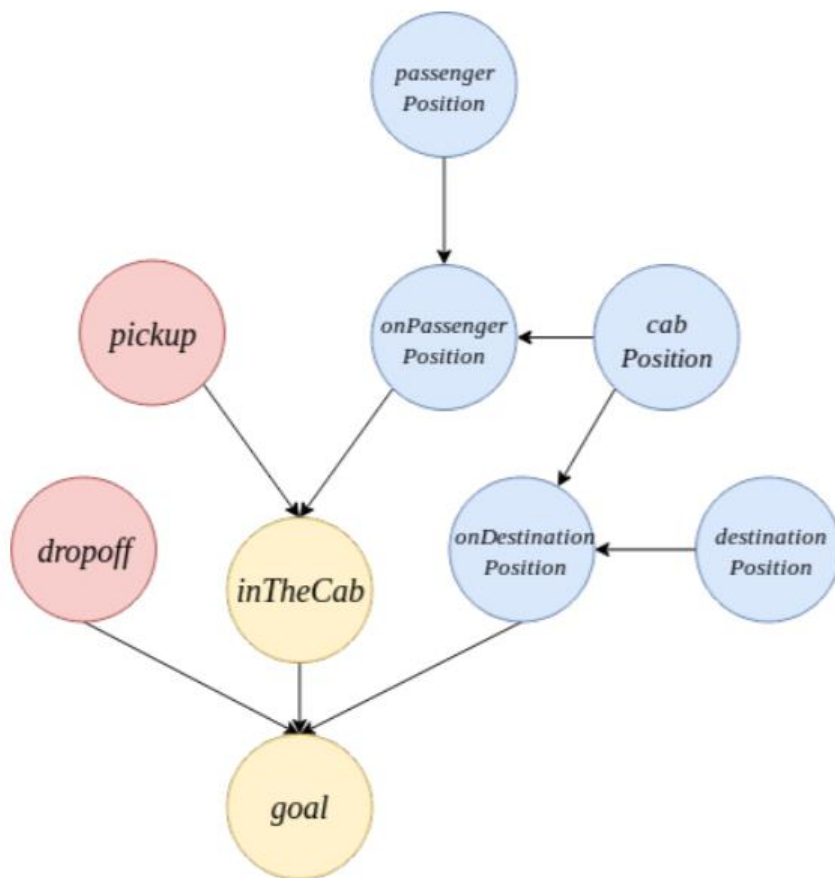 passenger
Position
pickup
onPassenger
Position
cab
Position
dropoff
inTheCab
onDestination
Position
destination
Position
goal